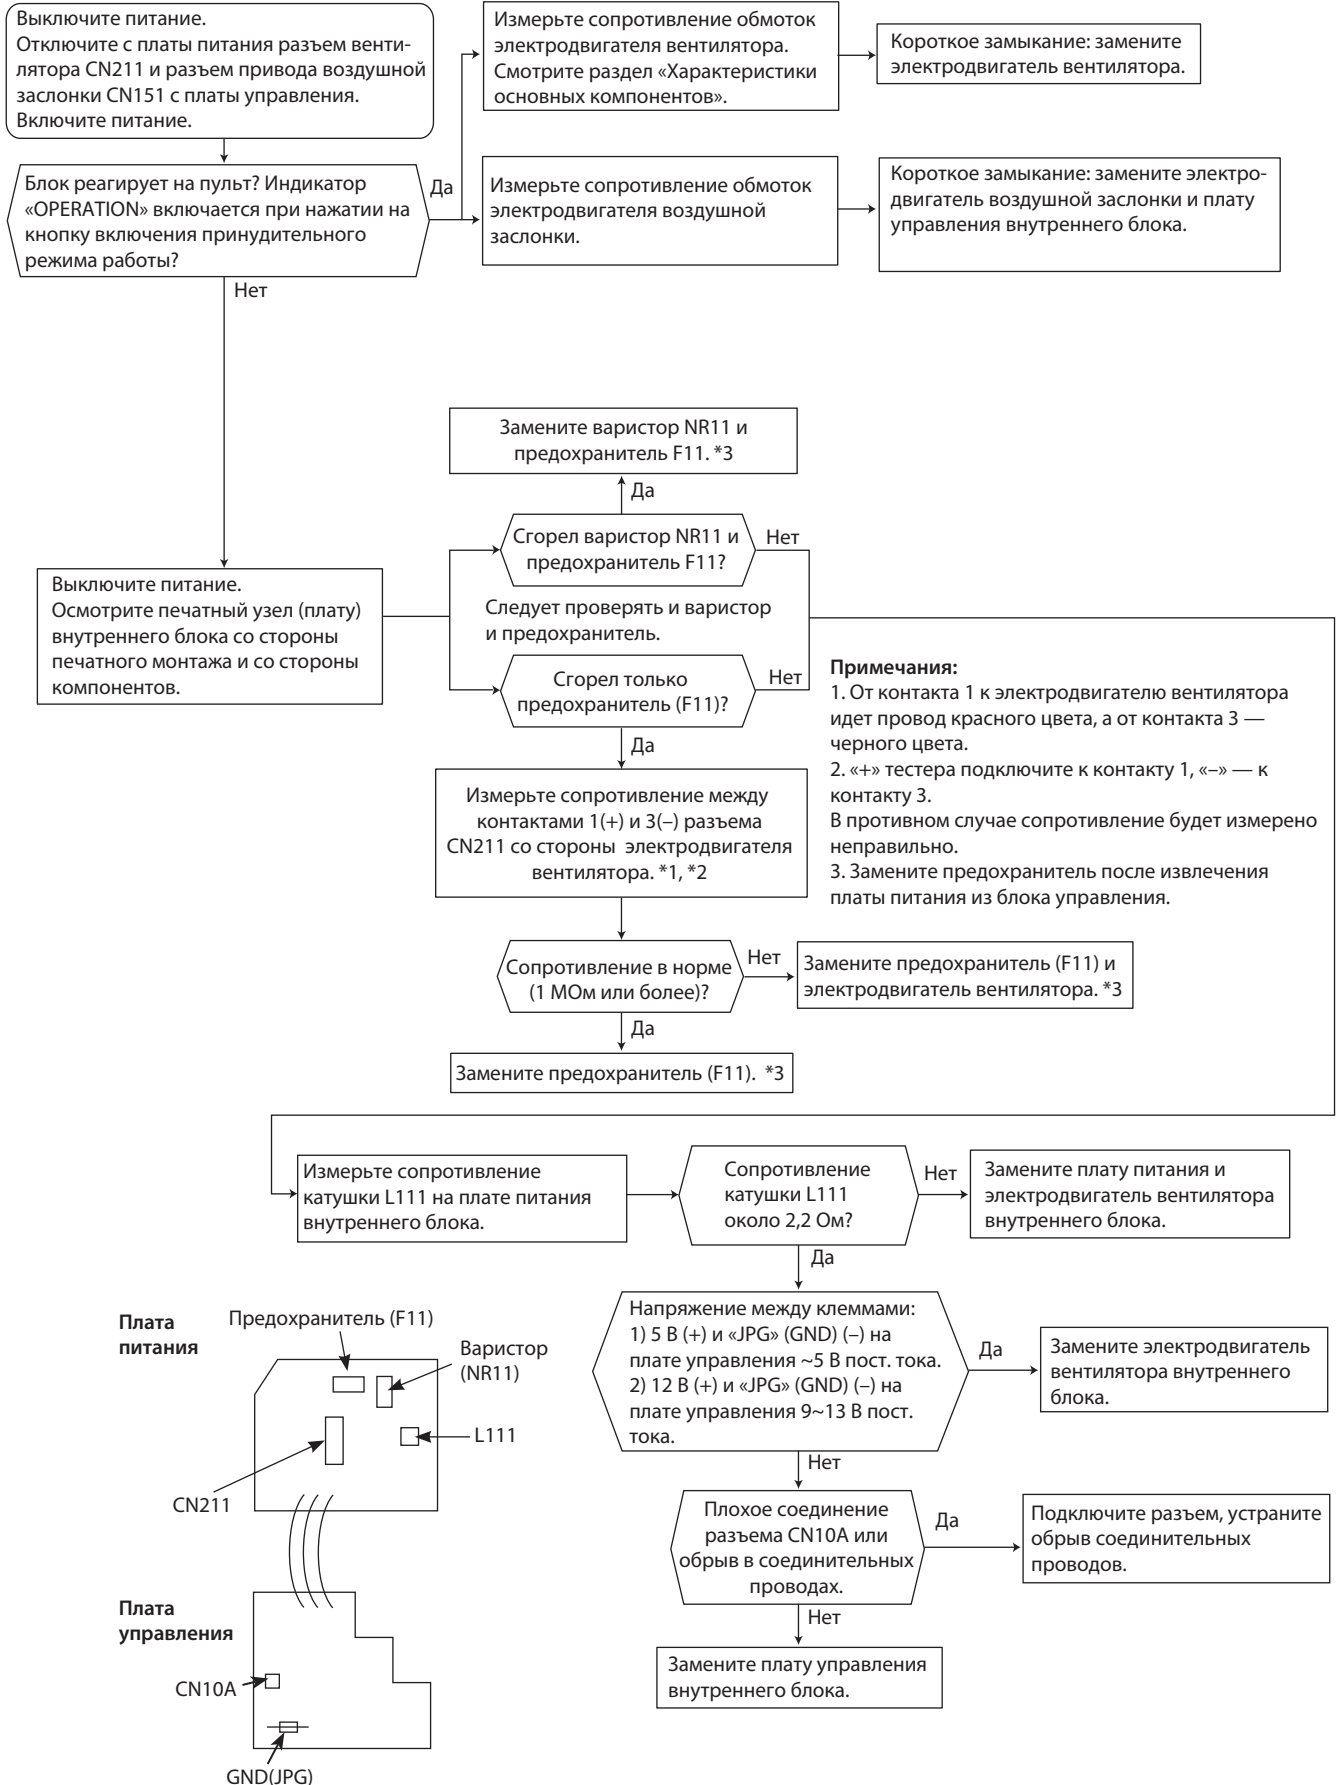 Выключите питание.
Отключите с платы питания разъем венти-
лятора CN211 и разъем привода воздушной
заслонки CN151 с платы управления.
Включите питание.
Измерьте сопротивление обмоток
электродвигателя вентилятора.
Смотрите раздел «Характеристики
основных компонентов».
Короткое замыкание: замените
электродвигатель вентилятора.
Блок реагирует на пульт? Индикатор
«OPERATION» включается при нажатии на
кнопку включения принудительного
режима работы?
Да
Измерьте сопротивление обмоток
электродвигателя воздушной
заслонки.
Короткое замыкание: замените электро-
двигатель воздушной заслонки и плату
управления внутреннего блока.
Нет
Замените варистор NR11 и
предохранитель F11. *3
Да
Сгорел варистор NR11 и
предохранитель F11?
Нет
Выключите питание.
Осмотрите печатный узел (плату)
внутреннего блока со стороны
печатного монтажа и со стороны
компонентов.
Следует проверять и варистор
и предохранитель.
Сгорел только
предохранитель (F11)?
Нет
Да
Примечания:
1. От контакта 1 к электродвигателю вентилятора
идет провод красного цвета, а от контакта 3 —
черного цвета.
2. «+» тестера подключите к контакту 1, «–» — к
контакту 3.
В противном случае сопротивление будет измерено
неправильно.
3. Замените предохранитель после извлечения
платы питания из блока управления.
Измерьте сопротивление между
контактами 1(+) и 3(–) разъема
CN211 со стороны электродвигателя
вентилятора. *1, *2
Сопротивление в норме
(1 МОм или более)?
Нет
Замените предохранитель (F11) и
электродвигатель вентилятора. *3
Да
Замените предохранитель (F11). *3
Измерьте сопротивление
катушки L111 на плате питания
внутреннего блока.
Сопротивление
катушки L111
около 2,2 Ом?
Нет
Замените плату питания и
электродвигатель вентилятора
внутреннего блока.
Да
Напряжение между клеммами:
1) 5 В (+) и «JPG» (GND) (–) на
плате управления ~5 В пост. тока.
2) 12 В (+) и «JPG» (GND) (–) на
плате управления 9~13 В пост.
тока.
Да
Замените электродвигатель
вентилятора внутреннего
блока.
Нет
Плохое соединение
разъема CN10A или
обрыв в соединительных
проводах.
Да
Подключите разъем, устраните
обрыв соединительных
проводов.
Нет
Замените плату управления
внутреннего блока.
Плата
питания
Предохранитель (F11)
Варистор
(NR11)
L111
CN211
Плата
управления
CN10A
GND(JPG)